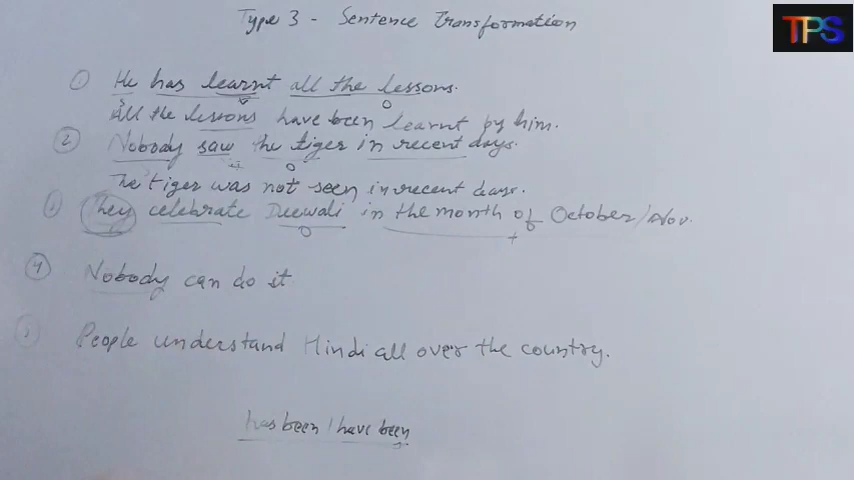 Type 3 - Sentence Transformation
TPS
① He has learnt all the lessons.
S V O
All the lessons have been learnt by him.
② Nobody saw the tiger in recent days.
O
The tiger was not seen in recent days.
They celebrate Deewali in the month of October/Nov.
O +
④ Nobody can do it
People understand Hindi all over the country.
has been / have been